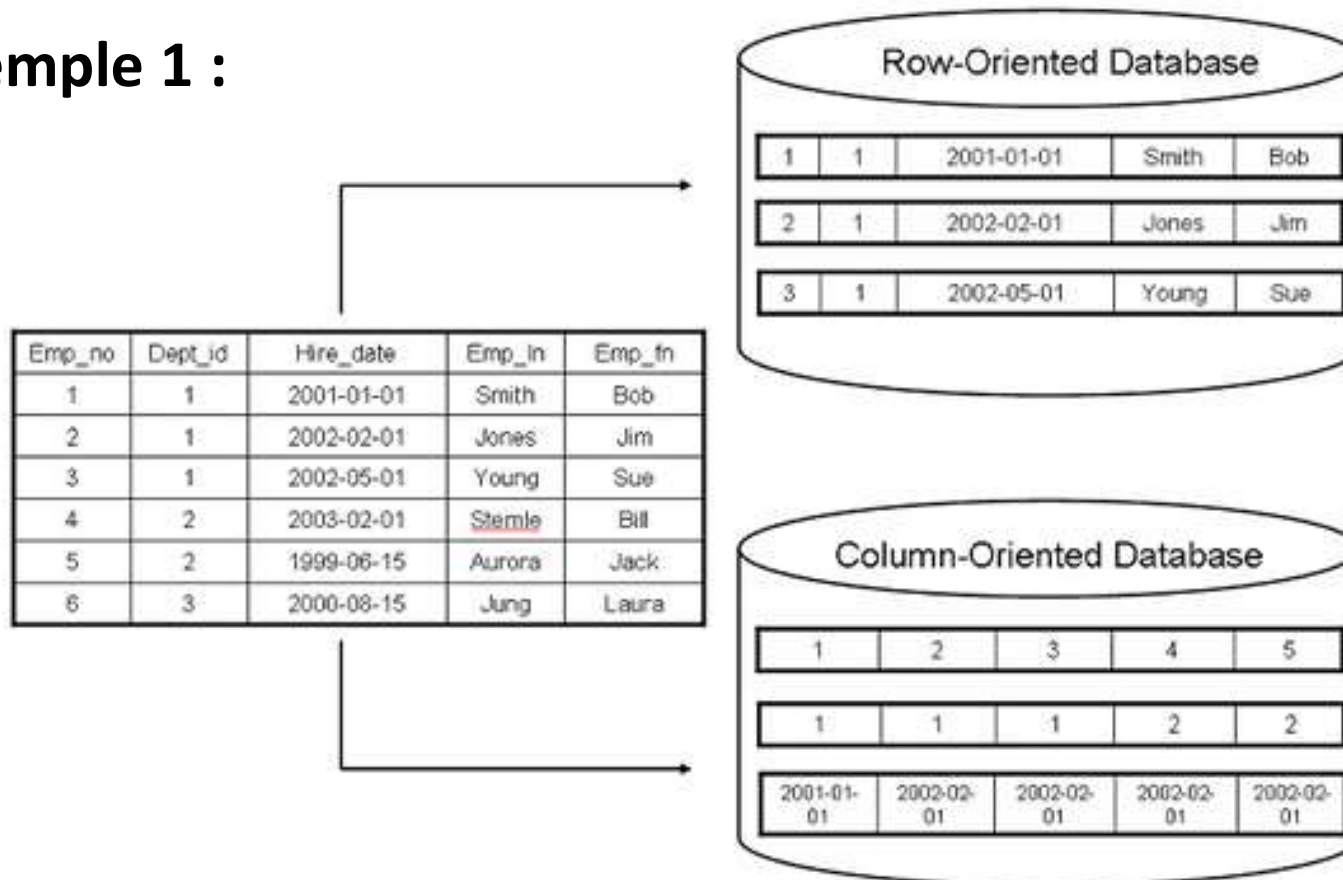 emple 1 :
Row-Oriented Database
1 1 2001-01-01 Smith Bob
2 1 2002-02-01 Jones Jim
3 1 2002-05-01 Young Sue
Emp_no Dept_id Hire_date Emp_ln Emp_fn
1 1 2001-01-01 Smith Bob
2 1 2002-02-01 Jones Jim
3 1 2002-05-01 Young Sue
4 2 2003-02-01 Stemle Bill
5 2 1999-06-15 Aurora Jack
6 3 2000-08-15 Jung Laura
Column-Oriented Database
1 2 3 4 5
1 1 1 2 2
2001-01- 2002-02- 2002-02- 2002-02- 2002-02-
01 01 01 01 01